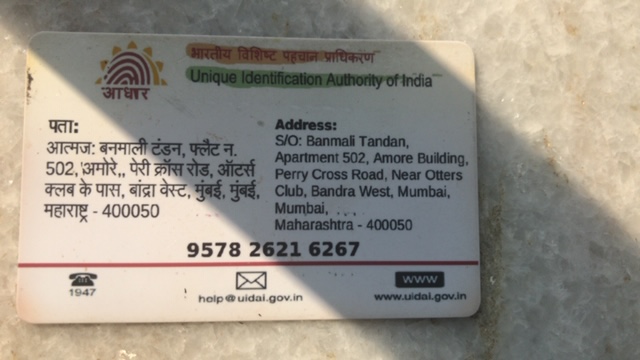 भारतीय विशिष्ट पहचान प्राधिकरण
Unique Identification Authority of India
आधार
पता:
आत्मज: बनमाली टंडन, फ्लैट न.
502, अमोरे,, पेरी क्रॉस रोड, ओटर्स
क्लब के पास, बांद्रा वेस्ट, मुंबई, मुंबई,
महाराष्ट्र - 400050
Address:
S/O: Banmali Tandan,
Apartment 502, Amore Building,
Perry Cross Road, Near Otters
Club, Bandra West, Mumbai,
Mumbai,
Maharashtra - 400050
9578 2621 6267
1947
help@uidai.gov.in
www
www.uidai.gov.in